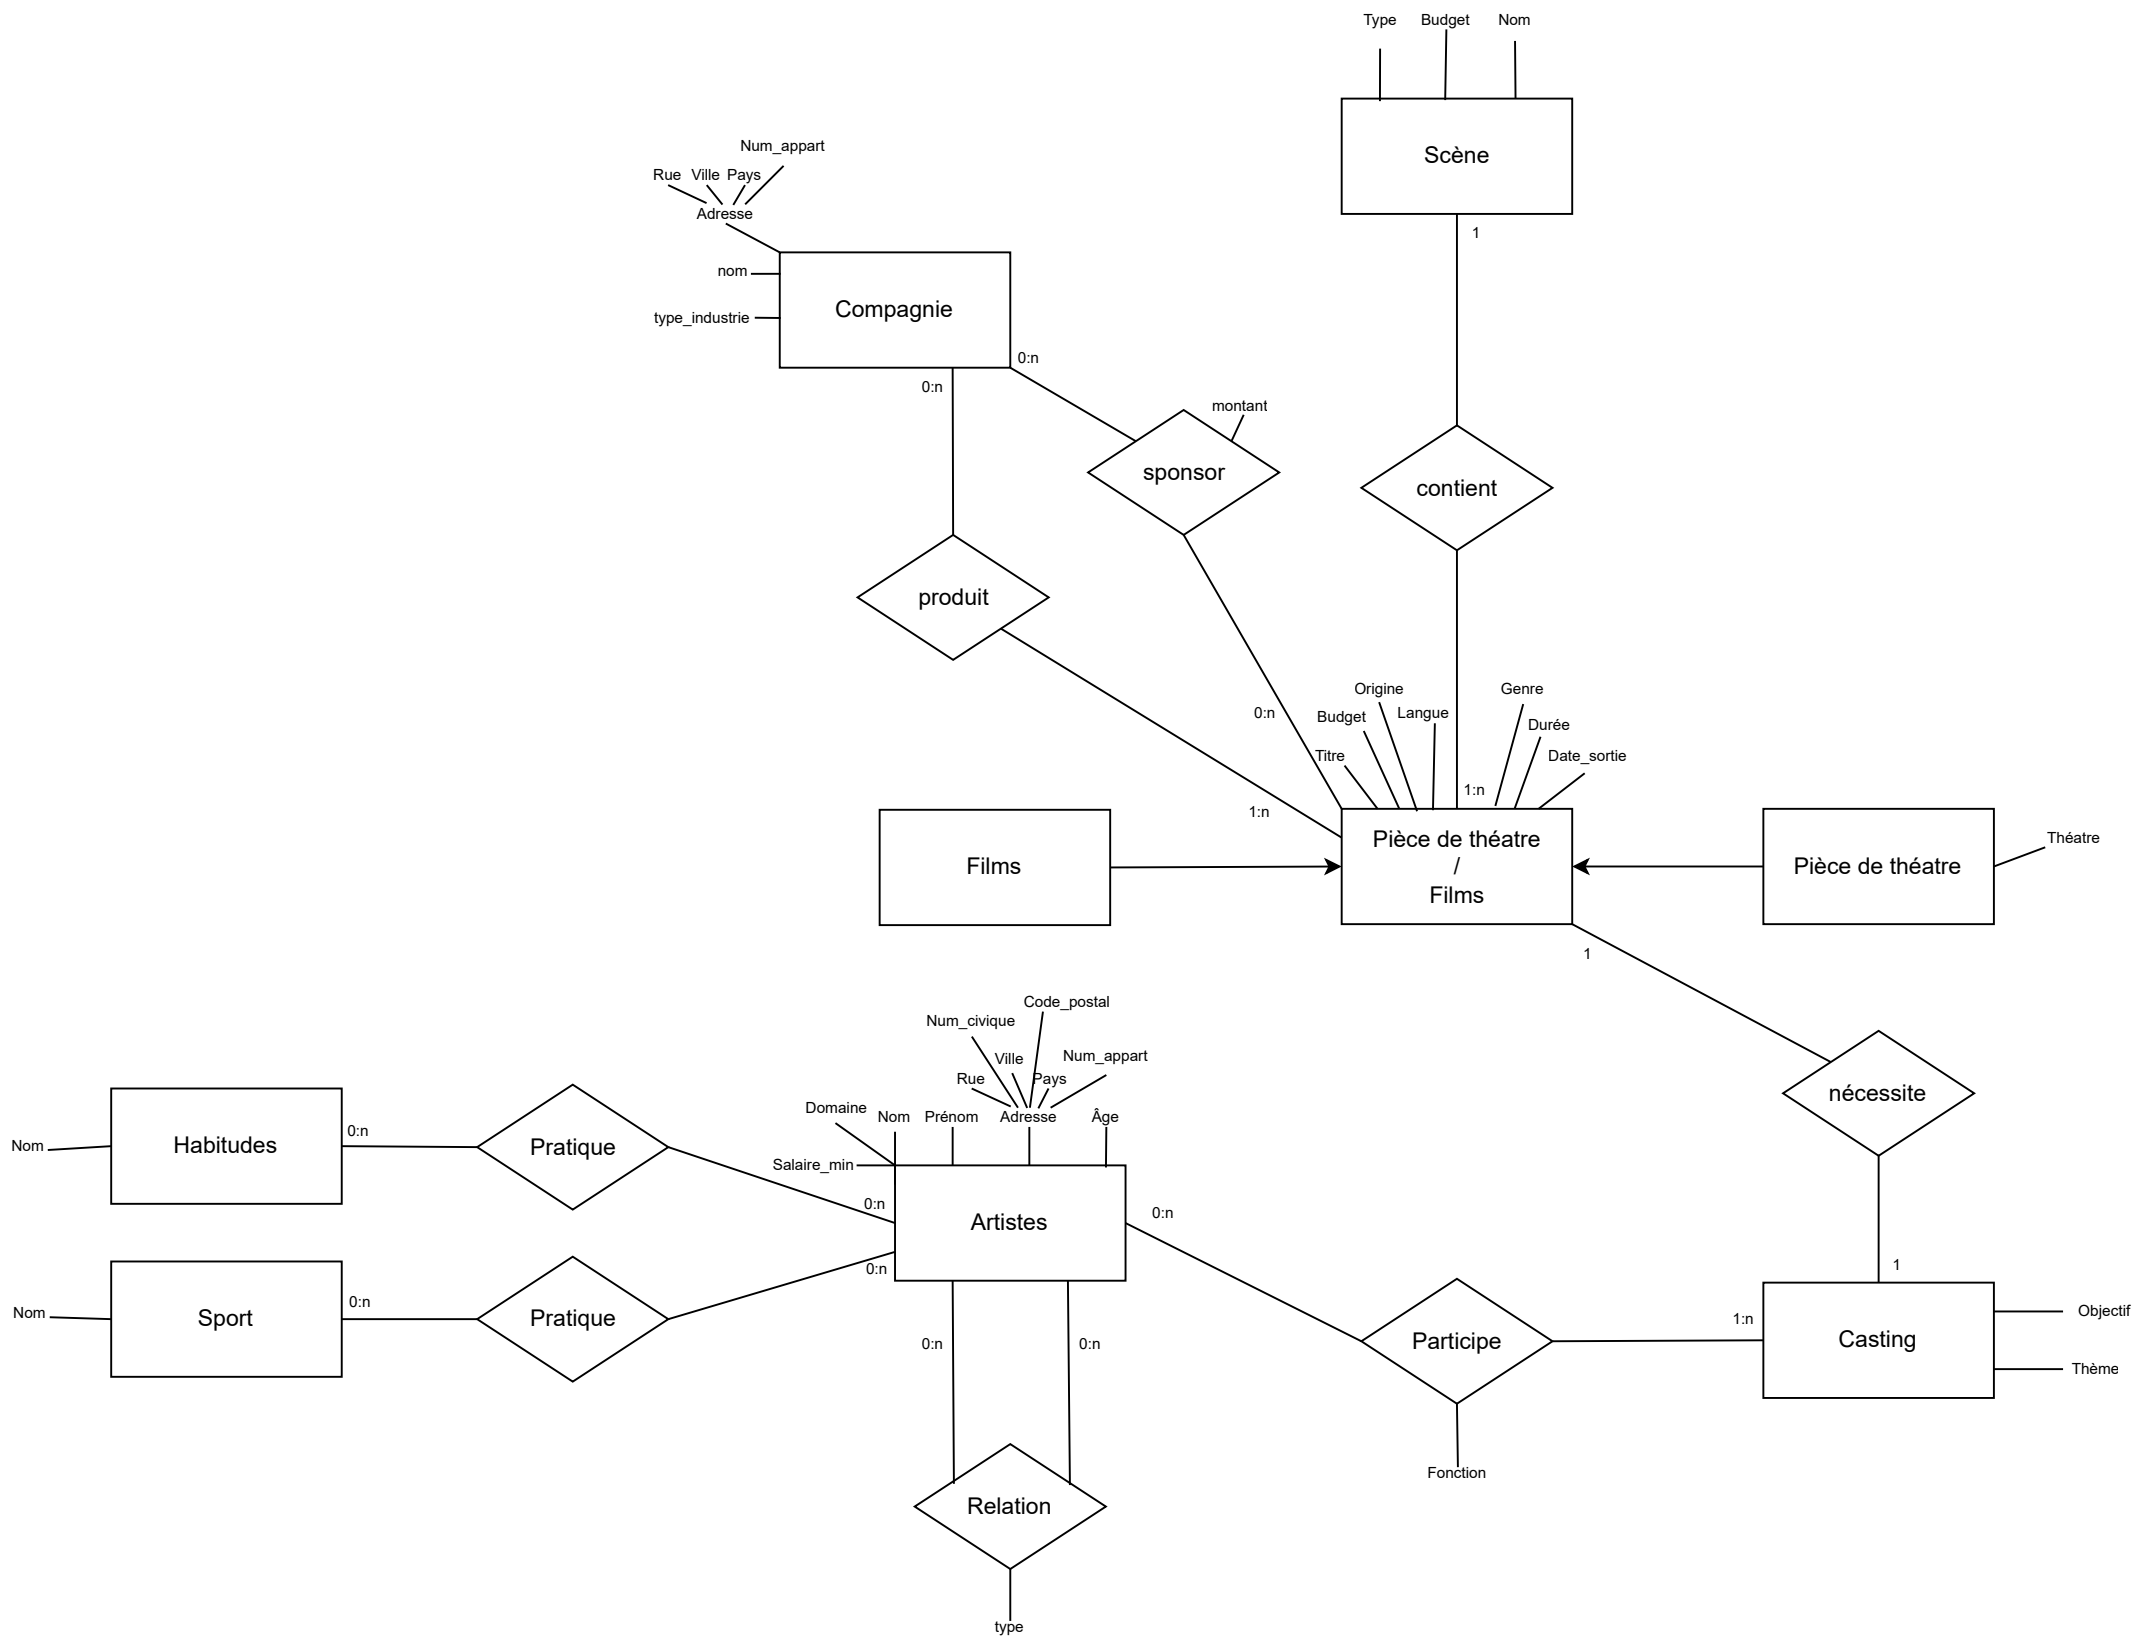 Type
Budget
Nom
Scène
1
Num_appart
Rue
Ville
Pays
Adresse
nom
type_industrie
Compagnie
0:n
0:n
montant
sponsor
contient
produit
0:n
1:n
Origine
Genre
Budget
Langue
Durée
Titre
Date_sortie
1:n
Films
Pièce de théatre
/
Films
Pièce de théatre
Théatre
1
nécessite
1
Code_postal
Num_civique
Ville
Num_appart
Rue
Pays
Domaine
Nom
Prénom
Adresse
Âge
Salaire_min
Nom
Habitudes
0:n
Pratique
0:n
Artistes
0:n
Nom
Sport
0:n
Pratique
0:n
0:n
0:n
Participe
1:n
Casting
Objectif
Thème
Fonction
Relation
type